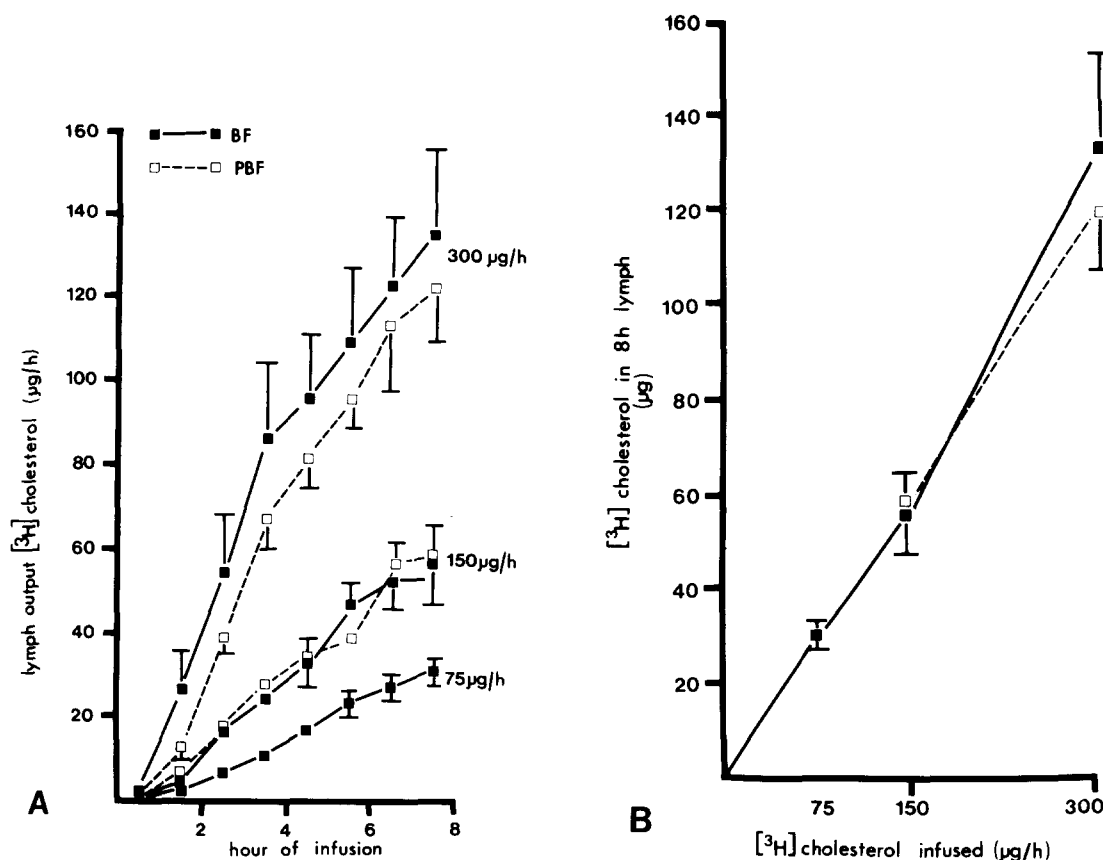 160
140
120
100
80
60
40
20
2
4
6
8
lymph output [³H]cholesterol (µg/h)
hour of infusion
BF
PBF
300 µg/h
150µg/h
75µg/h
A
160
140
120
100
80
60
40
20
75
150
300
[³H] cholesterol in 8h lymph
(µg)
[³H]cholesterol infused (µg/h)
B